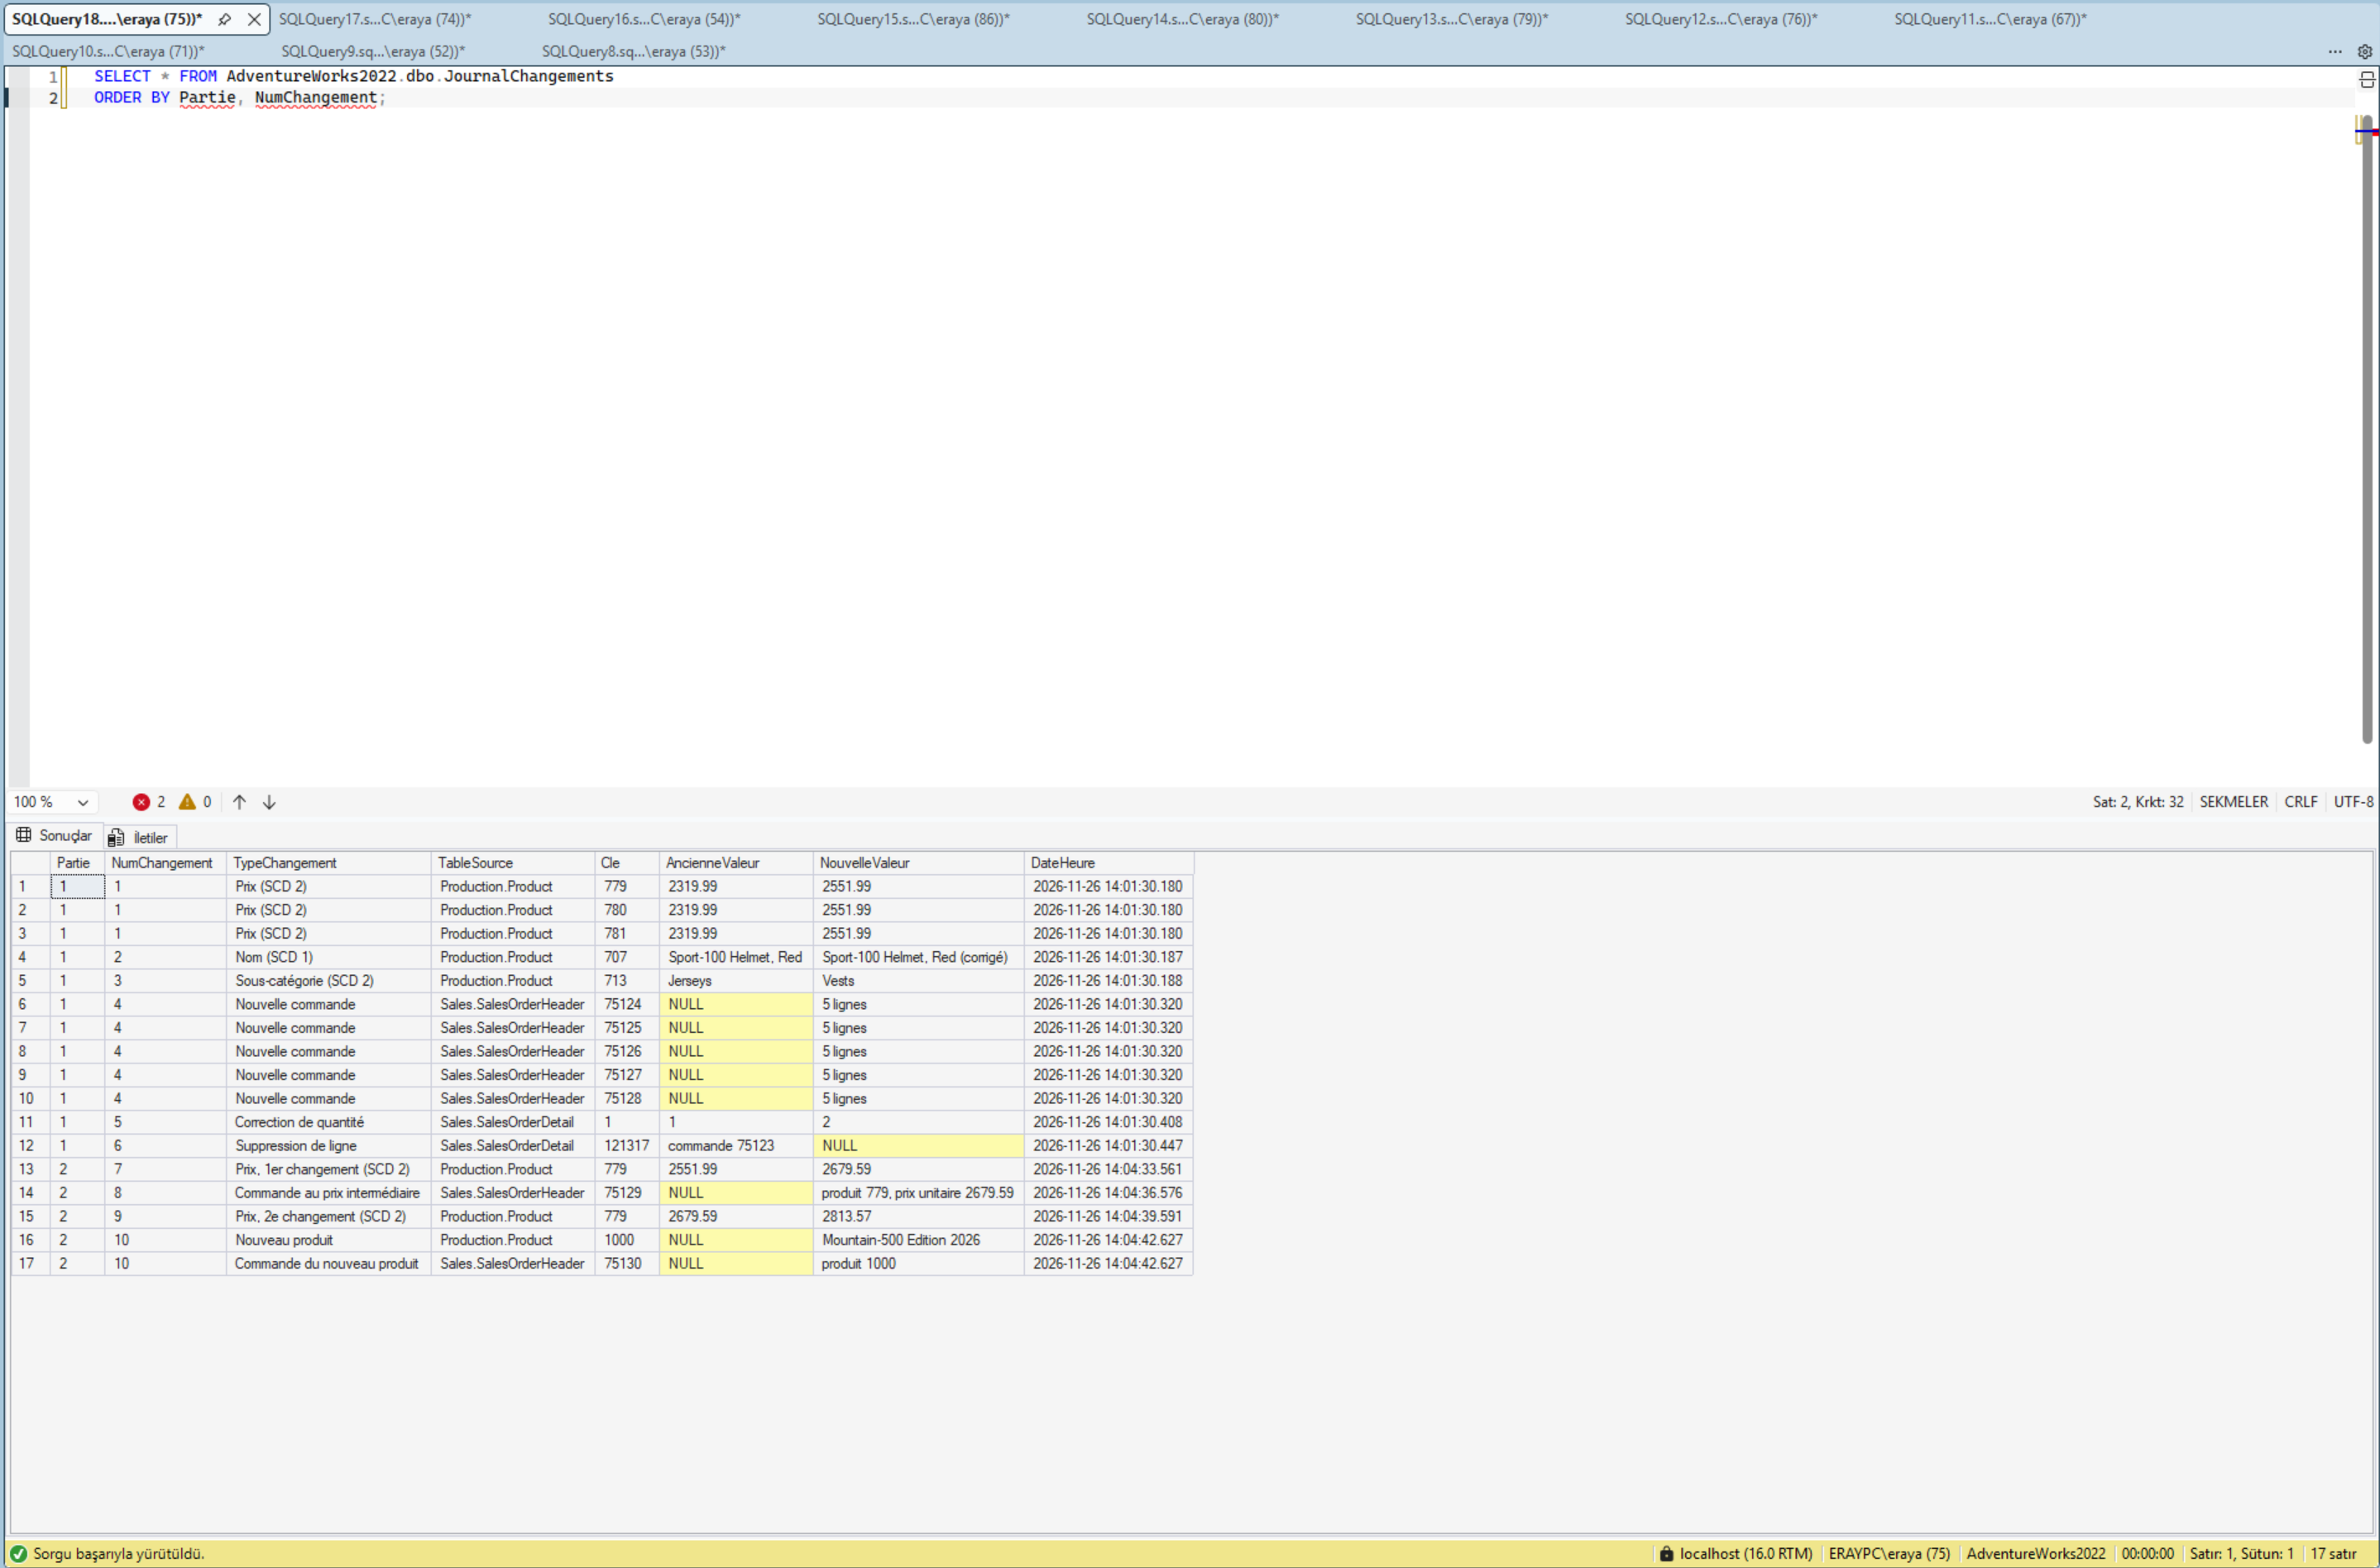 SQLQuery18....\eraya (75))* SQLQuery17.s...C\eraya (74))* SQLQuery16.s...C\eraya (54))* SQLQuery15.s...C\eraya (86))* SQLQuery14.s...C\eraya (80))* SQLQuery13.s...C\eraya (79))* SQLQuery12.s...C\eraya (76))* SQLQuery11.s...C\eraya (67))*
SQLQuery10.s...C\eraya (71))* SQLQuery9.sq...\eraya (52))* SQLQuery8.sq...\eraya (53))*
1 SELECT * FROM AdventureWorks2022.dbo.JournalChangements
2 ORDER BY Partie, NumChangement;
100 % 2 0 Sat: 2, Krkt: 32 SEKMELER CRLF UTF-8
Sonuçlar İletiler
Partie NumChangement TypeChangement TableSource Cle AncienneValeur NouvelleValeur DateHeure
1 1 1 Prix (SCD 2) Production.Product 779 2319.99 2551.99 2026-11-26 14:01:30.180
2 1 1 Prix (SCD 2) Production.Product 780 2319.99 2551.99 2026-11-26 14:01:30.180
3 1 1 Prix (SCD 2) Production.Product 781 2319.99 2551.99 2026-11-26 14:01:30.180
4 1 2 Nom (SCD 1) Production.Product 707 Sport-100 Helmet, Red Sport-100 Helmet, Red (corrigé) 2026-11-26 14:01:30.187
5 1 3 Sous-catégorie (SCD 2) Production.Product 713 Jerseys Vests 2026-11-26 14:01:30.188
6 1 4 Nouvelle commande Sales.SalesOrderHeader 75124 NULL 5 lignes 2026-11-26 14:01:30.320
7 1 4 Nouvelle commande Sales.SalesOrderHeader 75125 NULL 5 lignes 2026-11-26 14:01:30.320
8 1 4 Nouvelle commande Sales.SalesOrderHeader 75126 NULL 5 lignes 2026-11-26 14:01:30.320
9 1 4 Nouvelle commande Sales.SalesOrderHeader 75127 NULL 5 lignes 2026-11-26 14:01:30.320
10 1 4 Nouvelle commande Sales.SalesOrderHeader 75128 NULL 5 lignes 2026-11-26 14:01:30.320
11 1 5 Correction de quantité Sales.SalesOrderDetail 1 1 2 2026-11-26 14:01:30.408
12 1 6 Suppression de ligne Sales.SalesOrderDetail 121317 commande 75123 NULL 2026-11-26 14:01:30.447
13 2 7 Prix, 1er changement (SCD 2) Production.Product 779 2551.99 2679.59 2026-11-26 14:04:33.561
14 2 8 Commande au prix intermédiaire Sales.SalesOrderHeader 75129 NULL produit 779, prix unitaire 2679.59 2026-11-26 14:04:36.576
15 2 9 Prix, 2e changement (SCD 2) Production.Product 779 2679.59 2813.57 2026-11-26 14:04:39.591
16 2 10 Nouveau produit Production.Product 1000 NULL Mountain-500 Edition 2026 2026-11-26 14:04:42.627
17 2 10 Commande du nouveau produit Sales.SalesOrderHeader 75130 NULL produit 1000 2026-11-26 14:04:42.627
Sorgu başarıyla yürütüldü. localhost (16.0 RTM) ERAYPC\eraya (75) AdventureWorks2022 00:00:00 Satır: 1, Sütun: 1 17 satır